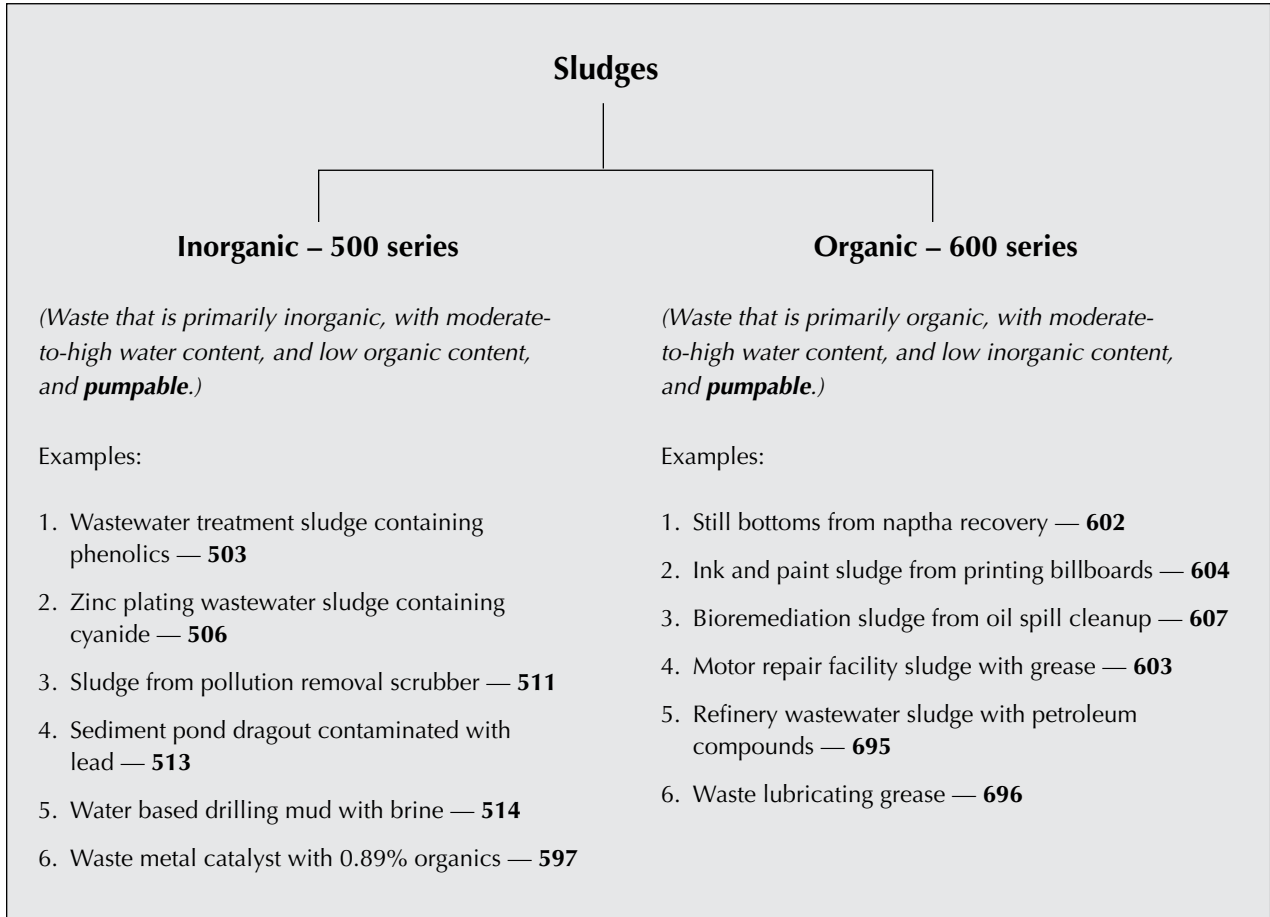 Sludges
Inorganic – 500 series
(Waste that is primarily inorganic, with moderate-
to-high water content, and low organic content,
and pumpable.)
Examples:
1. Wastewater treatment sludge containing
phenolics — 503
2. Zinc plating wastewater sludge containing
cyanide — 506
3. Sludge from pollution removal scrubber — 511
4. Sediment pond dragout contaminated with
lead — 513
5. Water based drilling mud with brine — 514
6. Waste metal catalyst with 0.89% organics — 597
Organic – 600 series
(Waste that is primarily organic, with moderate-
to-high water content, and low inorganic content,
and pumpable.)
Examples:
1. Still bottoms from naptha recovery — 602
2. Ink and paint sludge from printing billboards — 604
3. Bioremediation sludge from oil spill cleanup — 607
4. Motor repair facility sludge with grease — 603
5. Refinery wastewater sludge with petroleum
compounds — 695
6. Waste lubricating grease — 696